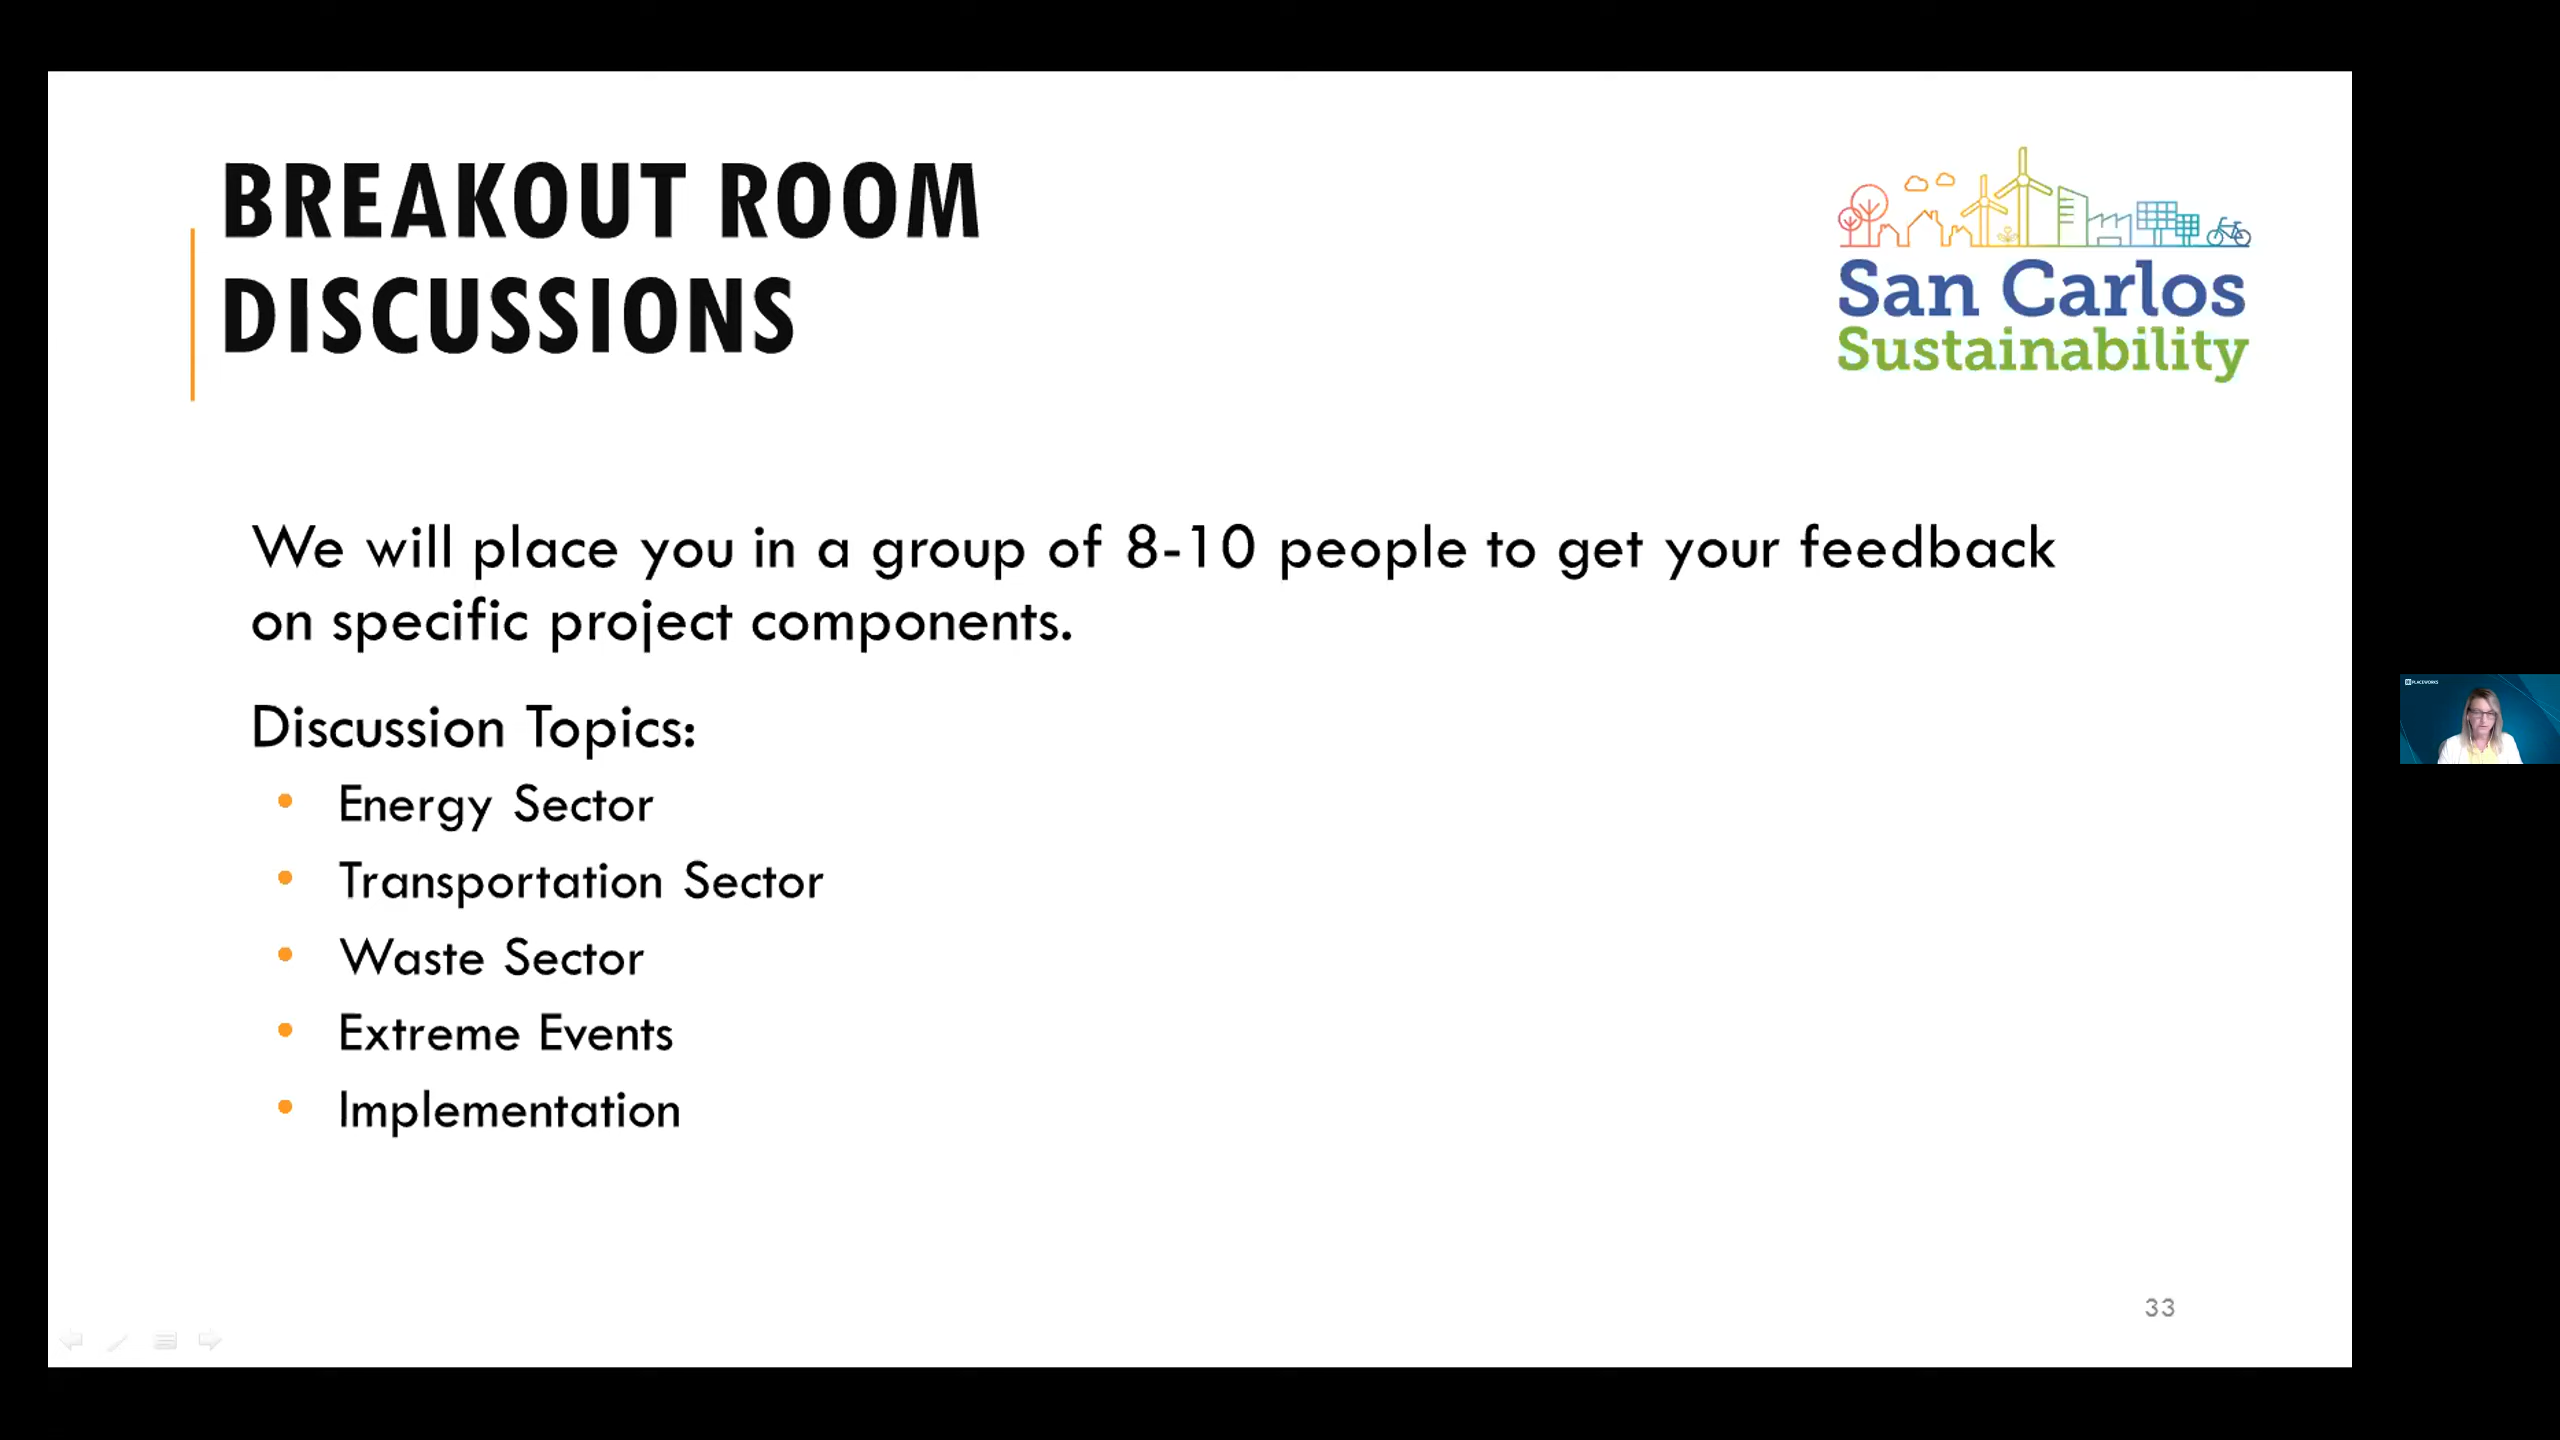 BREAKOUT ROOM
DISCUSSIONS
San Carlos
Sustainability
We will place you in a group of 8-10 people to get your feedback
on specific project components.
Discussion Topics:
• Energy Sector
• Transportation Sector
• Waste Sector
• Extreme Events
• Implementation
PLACEWORKS
33